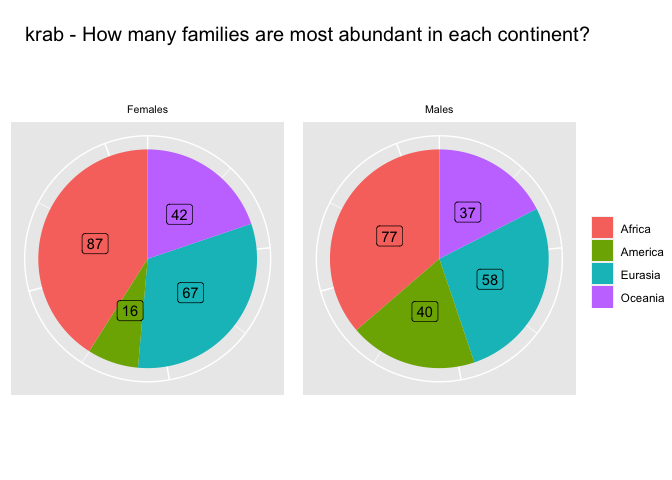 krab - How many families are most abundant in each continent?
Females
Males
42
87
67
16
37
77
58
40
Africa
America
Eurasia
Oceania